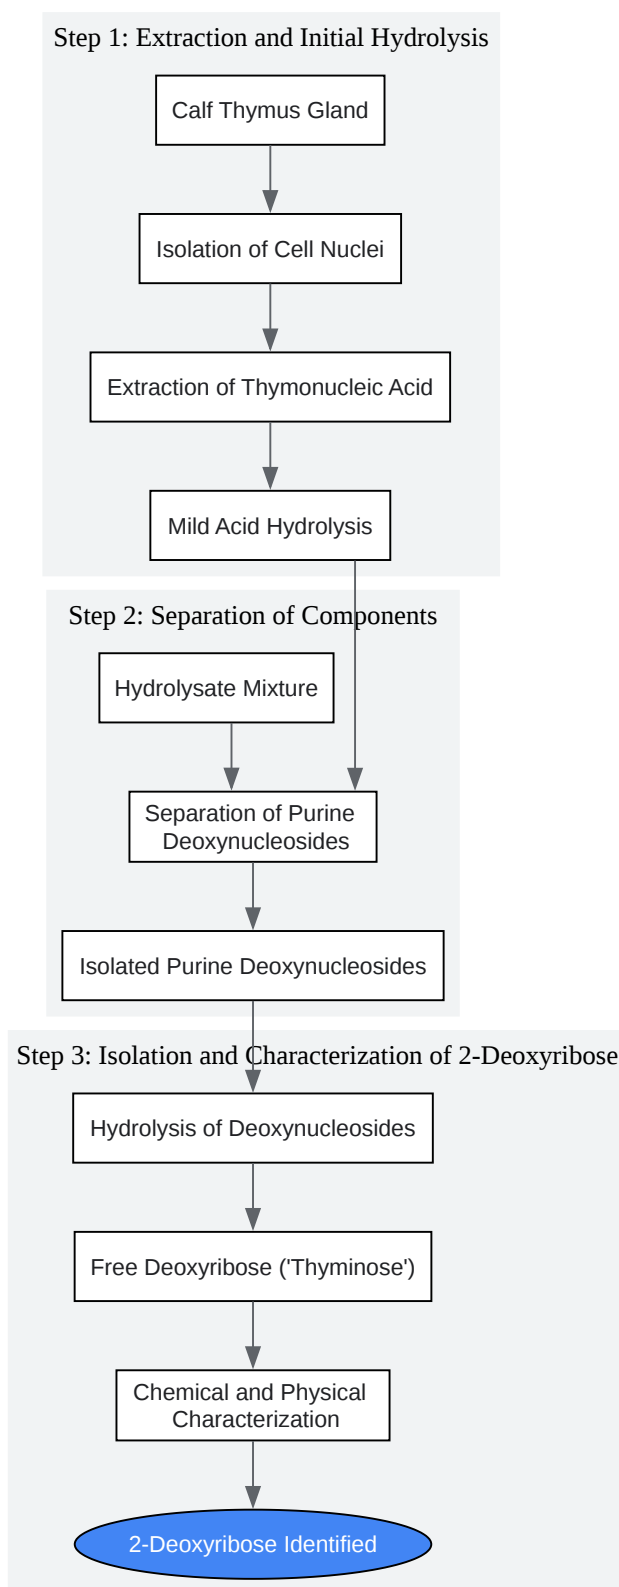 Step 1: Extraction and Initial Hydrolysis
Calf Thymus Gland
Isolation of Cell Nuclei
Extraction of Thymonucleic Acid
Mild Acid Hydrolysis
Step 2: Separation of Components
Hydrolysate Mixture
Separation of Purine
Deoxynucleosides
Isolated Purine Deoxynucleosides
Step 3: Isolation and Characterization of 2-Deoxyribose
Hydrolysis of Deoxynucleosides
Free Deoxyribose ('Thyminose')
Chemical and Physical
Characterization
2-Deoxyribose Identified